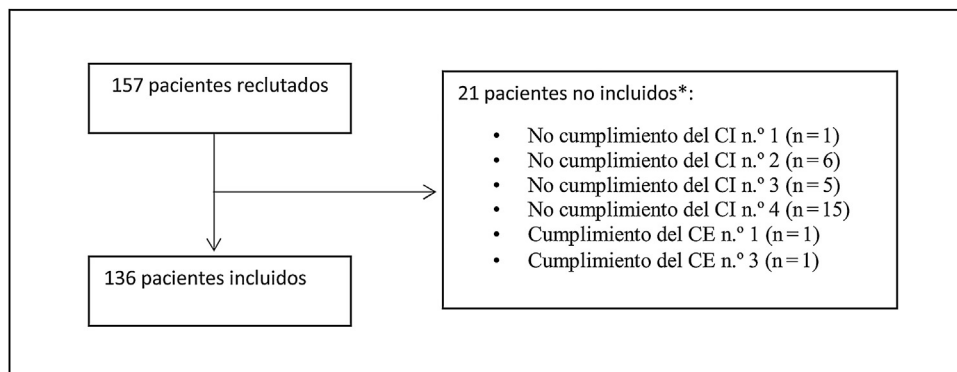 157 pacientes reclutados
21 pacientes no incluidos*:
• No cumplimiento del CI n.º 1 (n=1)
• No cumplimiento del CI n.º 2 (n=6)
• No cumplimiento del CI n.º 3 (n=5)
• No cumplimiento del CI n.º 4 (n=15)
• Cumplimiento del CE n.º 1 (n=1)
• Cumplimiento del CE n.º 3 (n=1)
136 pacientes incluidos